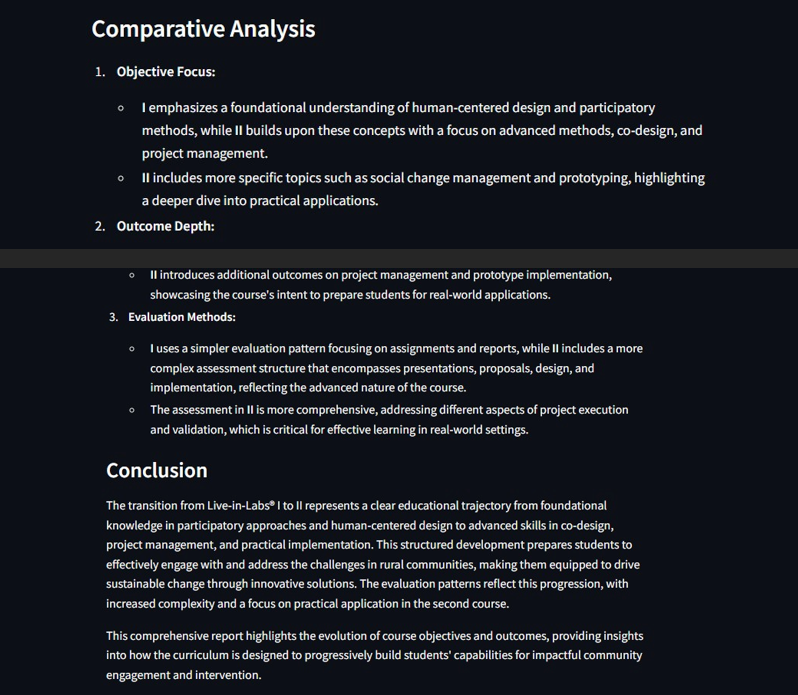 Comparative Analysis
1. Objective Focus:
○ I emphasizes a foundational understanding of human-centered design and participatory
methods, while II builds upon these concepts with a focus on advanced methods, co-design, and
project management.
○ II includes more specific topics such as social change management and prototyping, highlighting
a deeper dive into practical applications.
2. Outcome Depth:
○ II introduces additional outcomes on project management and prototype implementation,
showcasing the course's intent to prepare students for real-world applications.
3. Evaluation Methods:
○ I uses a simpler evaluation pattern focusing on assignments and reports, while II includes a more
complex assessment structure that encompasses presentations, proposals, design, and
implementation, reflecting the advanced nature of the course.
○ The assessment in II is more comprehensive, addressing different aspects of project execution
and validation, which is critical for effective learning in real-world settings.
Conclusion
The transition from Live-in-Labs® I to II represents a clear educational trajectory from foundational
knowledge in participatory approaches and human-centered design to advanced skills in co-design,
project management, and practical implementation. This structured development prepares students to
effectively engage with and address the challenges in rural communities, making them equipped to drive
sustainable change through innovative solutions. The evaluation patterns reflect this progression, with
increased complexity and a focus on practical application in the second course.
This comprehensive report highlights the evolution of course objectives and outcomes, providing insights
into how the curriculum is designed to progressively build students' capabilities for impactful community
engagement and intervention.